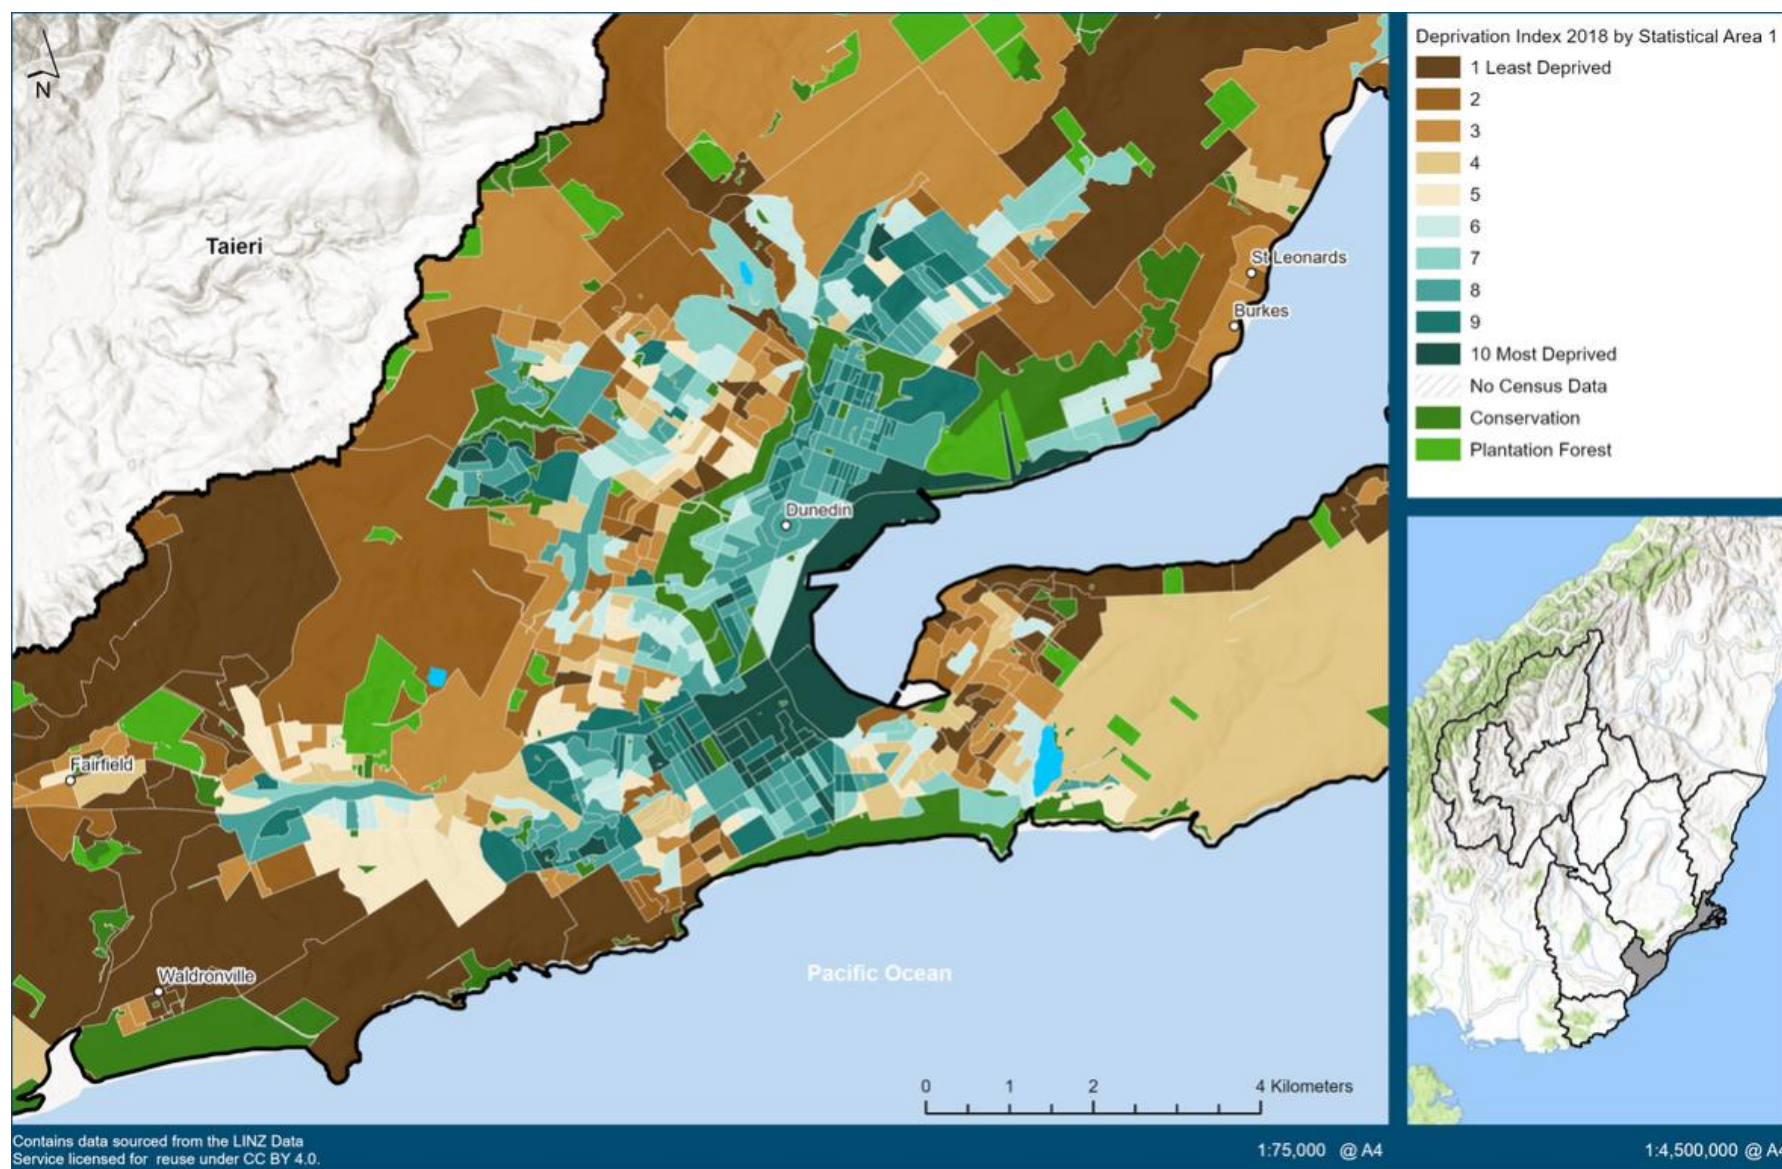 N
Taieri
St Leonards
Burkes
Dunedin
Fairfield
Waldronville
Pacific Ocean
0 1 2 4 Kilometers
Contains data sourced from the LINZ Data
Service licensed for reuse under CC BY 4.0.
1:75,000 @ A4
Deprivation Index 2018 by Statistical Area 1
1 Least Deprived
2
3
4
5
6
7
8
9
10 Most Deprived
No Census Data
Conservation
Plantation Forest
1:4,500,000 @ A4